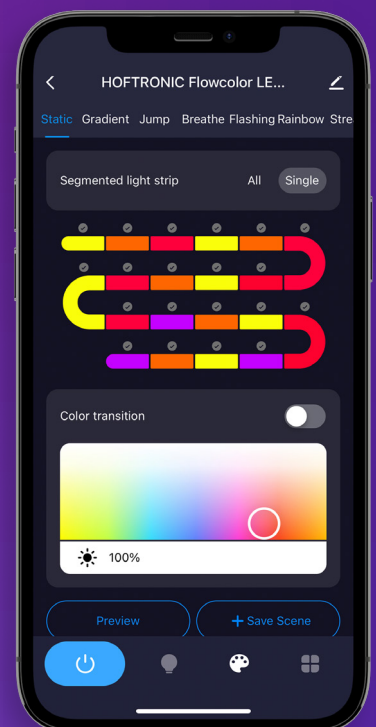 HOFTRONIC Flowcolor LE...
Static Gradient Jump Breathe Flashing Rainbow Stre
Segmented light strip All Single
Color transition
100%
Preview + Save Scene